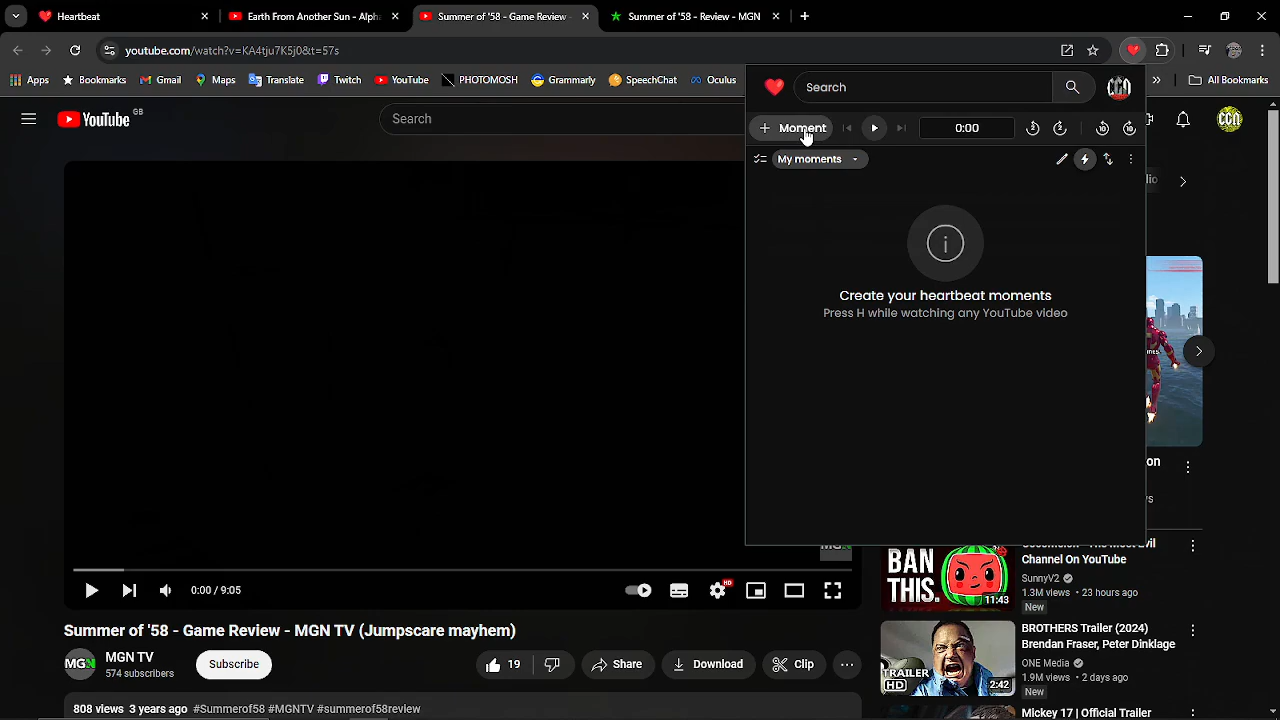 Heartbeat
Earth From Another Sun - Alph
Summer of '58 - Game Review -
Summer of '58 - Review - MGN
youtube.com/watch?v=KA4tju7K5j0&t=57s
Apps
Bookmarks
Gmail
Maps
Translate
Twitch
YouTube
PHOTOMOSH
Grammarly
SpeechChat
Oculus
All Bookmarks
YouTube GB
Search
Search
+ Moment
0:00
My moments
Create your heartbeat moments
Press H while watching any YouTube video
0:00 / 9:05
HD
Summer of '58 - Game Review - MGN TV (Jumpscare mayhem)
MGN TV
574 subscribers
Subscribe
19
Share
Download
Clip
808 views 3 years ago #Summerof58 #MGNTV #summerof58review
BAN THIS.
11:43
Channel On YouTube
SunnyV2
1.3M views • 23 hours ago
New
TRAILER HD
2:42
BROTHERS Trailer (2024)
Brendan Fraser, Peter Dinklage
ONE Media
1.9M views • 2 days ago
New
Mickey 17 | Official Trailer